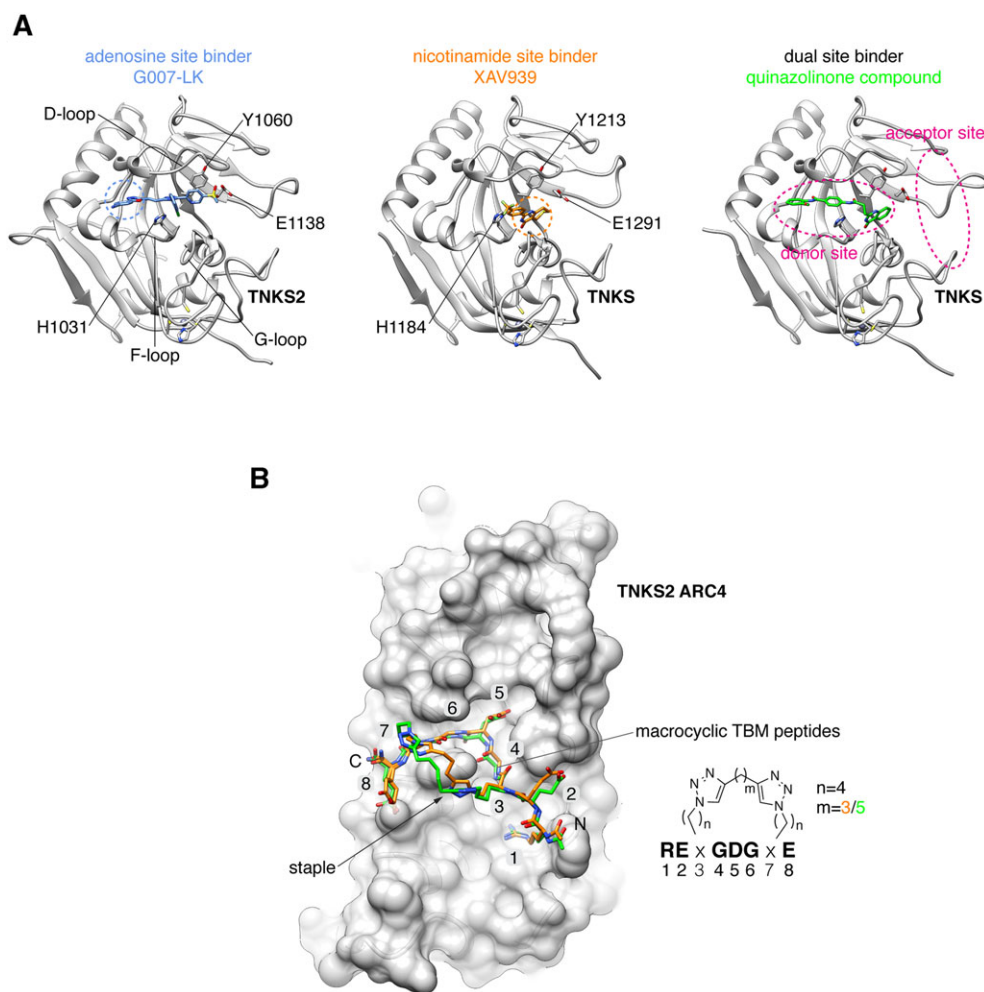 A
adenosine site binder
G007-LK
D-loop
Y1060
E1138
TNKS2
H1031
F-loop
G-loop
nicotinamide site binder
XAV939
Y1213
E1291
TNKS
H1184
dual site binder
quinazolinone compound
acceptor site
donor site
TNKS
B
TNKS2 ARC4
5
6
7
macrocyclic TBM peptides
C
4
8
3
2
N
staple
1
N N N
( ) m
N N N
( ) n
( ) n
n=4
m=3/5
RE x GDG x E
1 2 3 4 5 6 7 8